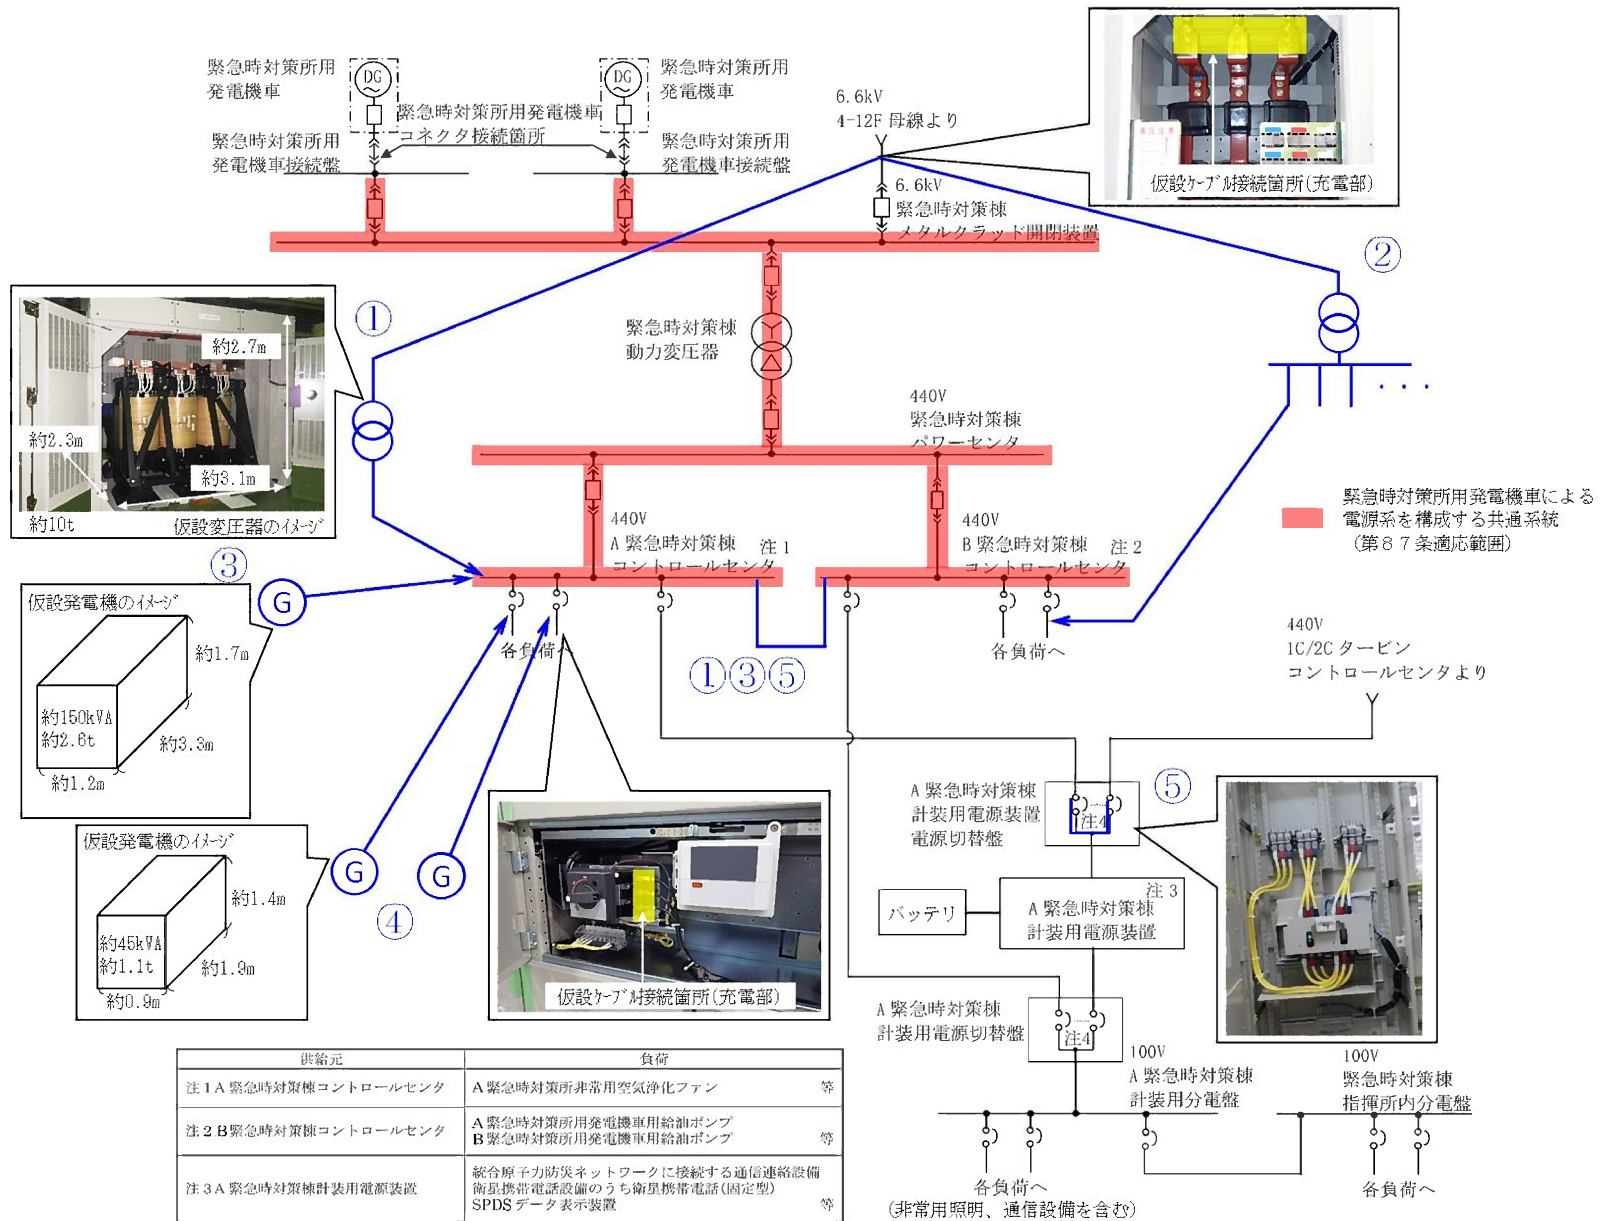 緊急時対策所用
発電機車
DG
緊急時対策所用発電機車
コネクタ接続箇所
DG
緊急時対策所用
発電機車
緊急時対策所用
発電機車接続盤
緊急時対策所用
発電機車接続盤
6.6kV
4-12F 母線より
6.6kV
緊急時対策棟
メタルクラッド開閉装置
仮設ケーブル接続箇所(充電部)
②
①
約2.7m
約2.3m
約3.1m
約10t
仮設変圧器のイメージ
緊急時対策棟
動力変圧器
440V
緊急時対策棟
パワーセンタ
440V
A 緊急時対策棟 注1
コントロールセンタ
440V
B 緊急時対策棟 注2
コントロールセンタ
緊急時対策所用発電機車による
電源系を構成する共通系統
(第87条適応範囲)
③
G
仮設発電機のイメージ
約1.7m
約150kVA
約2.6t
約3.3m
約1.2m
各負荷へ
①③⑤
各負荷へ
440V
1C/2C タービン
コントロールセンタより
仮設発電機のイメージ
約1.4m
約45kVA
約1.1t
約1.9m
約0.9m
G
G
④
仮設ケーブル接続箇所(充電部)
A 緊急時対策棟
計装用電源装置
電源切替盤
注4
⑤
バッテリ
注3
A 緊急時対策棟
計装用電源装置
A 緊急時対策棟
計装用電源切替盤
注4
100V
A 緊急時対策棟
計装用分電盤
100V
緊急時対策棟
指揮所内分電盤
各負荷へ
(非常用照明、通信設備を含む)
各負荷へ
供給元 負荷
注1 A 緊急時対策棟コントロールセンタ A 緊急時対策所非常用空気浄化ファン 等
注2 B 緊急時対策棟コントロールセンタ A 緊急時対策所用発電機車用給油ポンプ
B 緊急時対策所用発電機車用給油ポンプ 等
注3 A 緊急時対策棟計装用電源装置 統合原子力防災ネットワークに接続する通信連絡設備
衛星携帯電話設備のうち衛星携帯電話(固定型)
SPDS データ表示装置 等